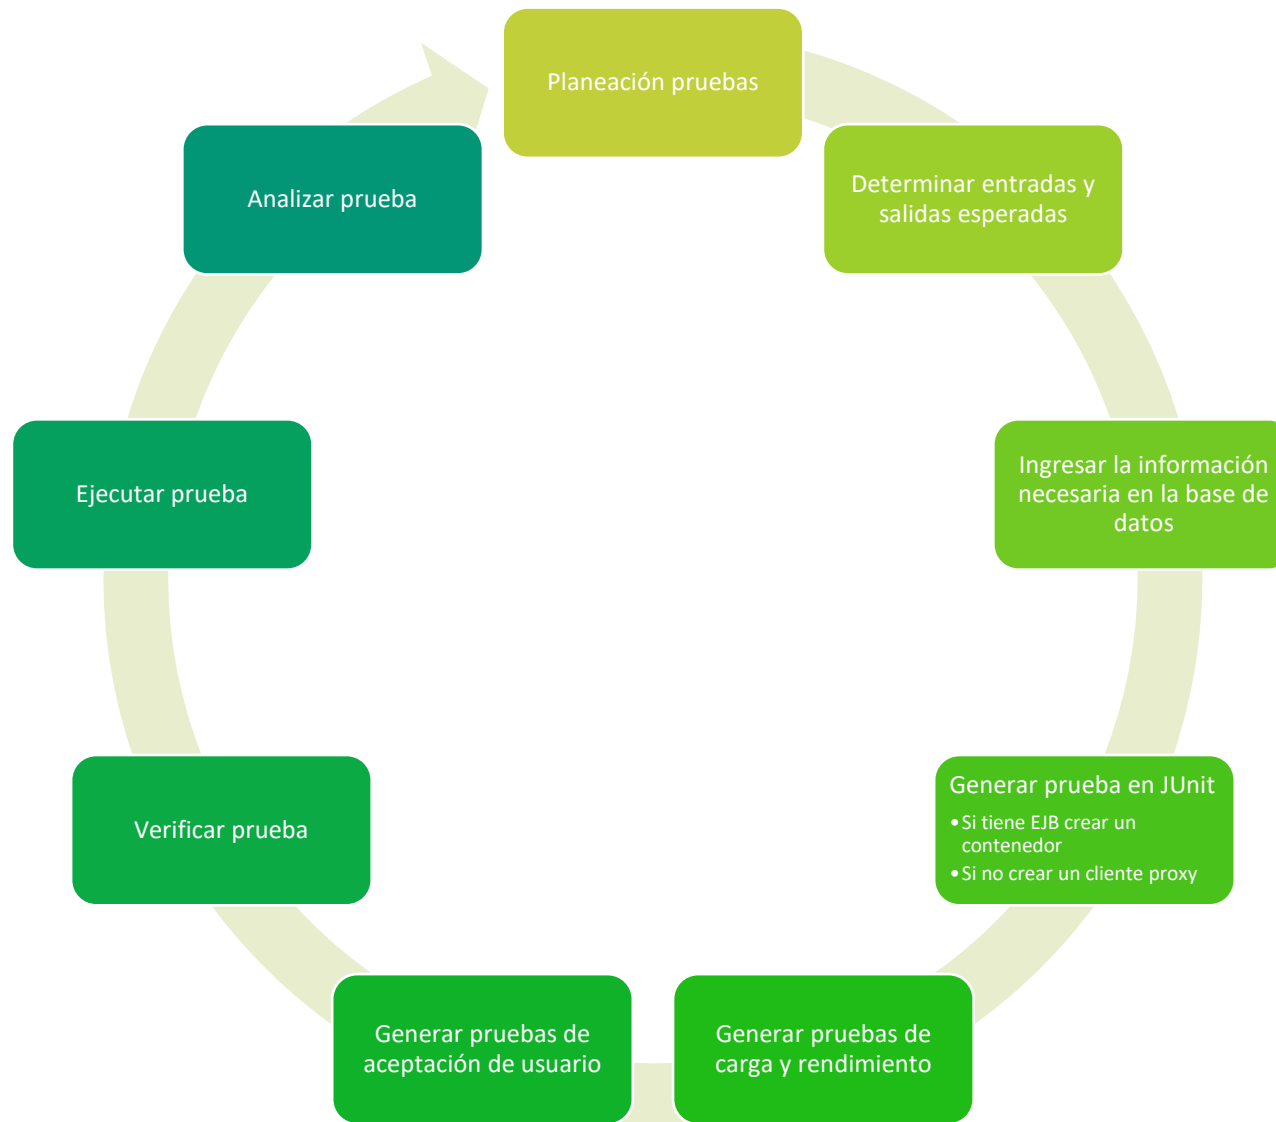 Planeación pruebas
Determinar entradas y
salidas esperadas
Ingresar la información
necesaria en la base de
datos
Generar prueba en JUnit
•Si tiene EJB crear un
contenedor
•Si no crear un cliente proxy
Generar pruebas de
carga y rendimiento
Generar pruebas de
aceptación de usuario
Verificar prueba
Ejecutar prueba
Analizar prueba